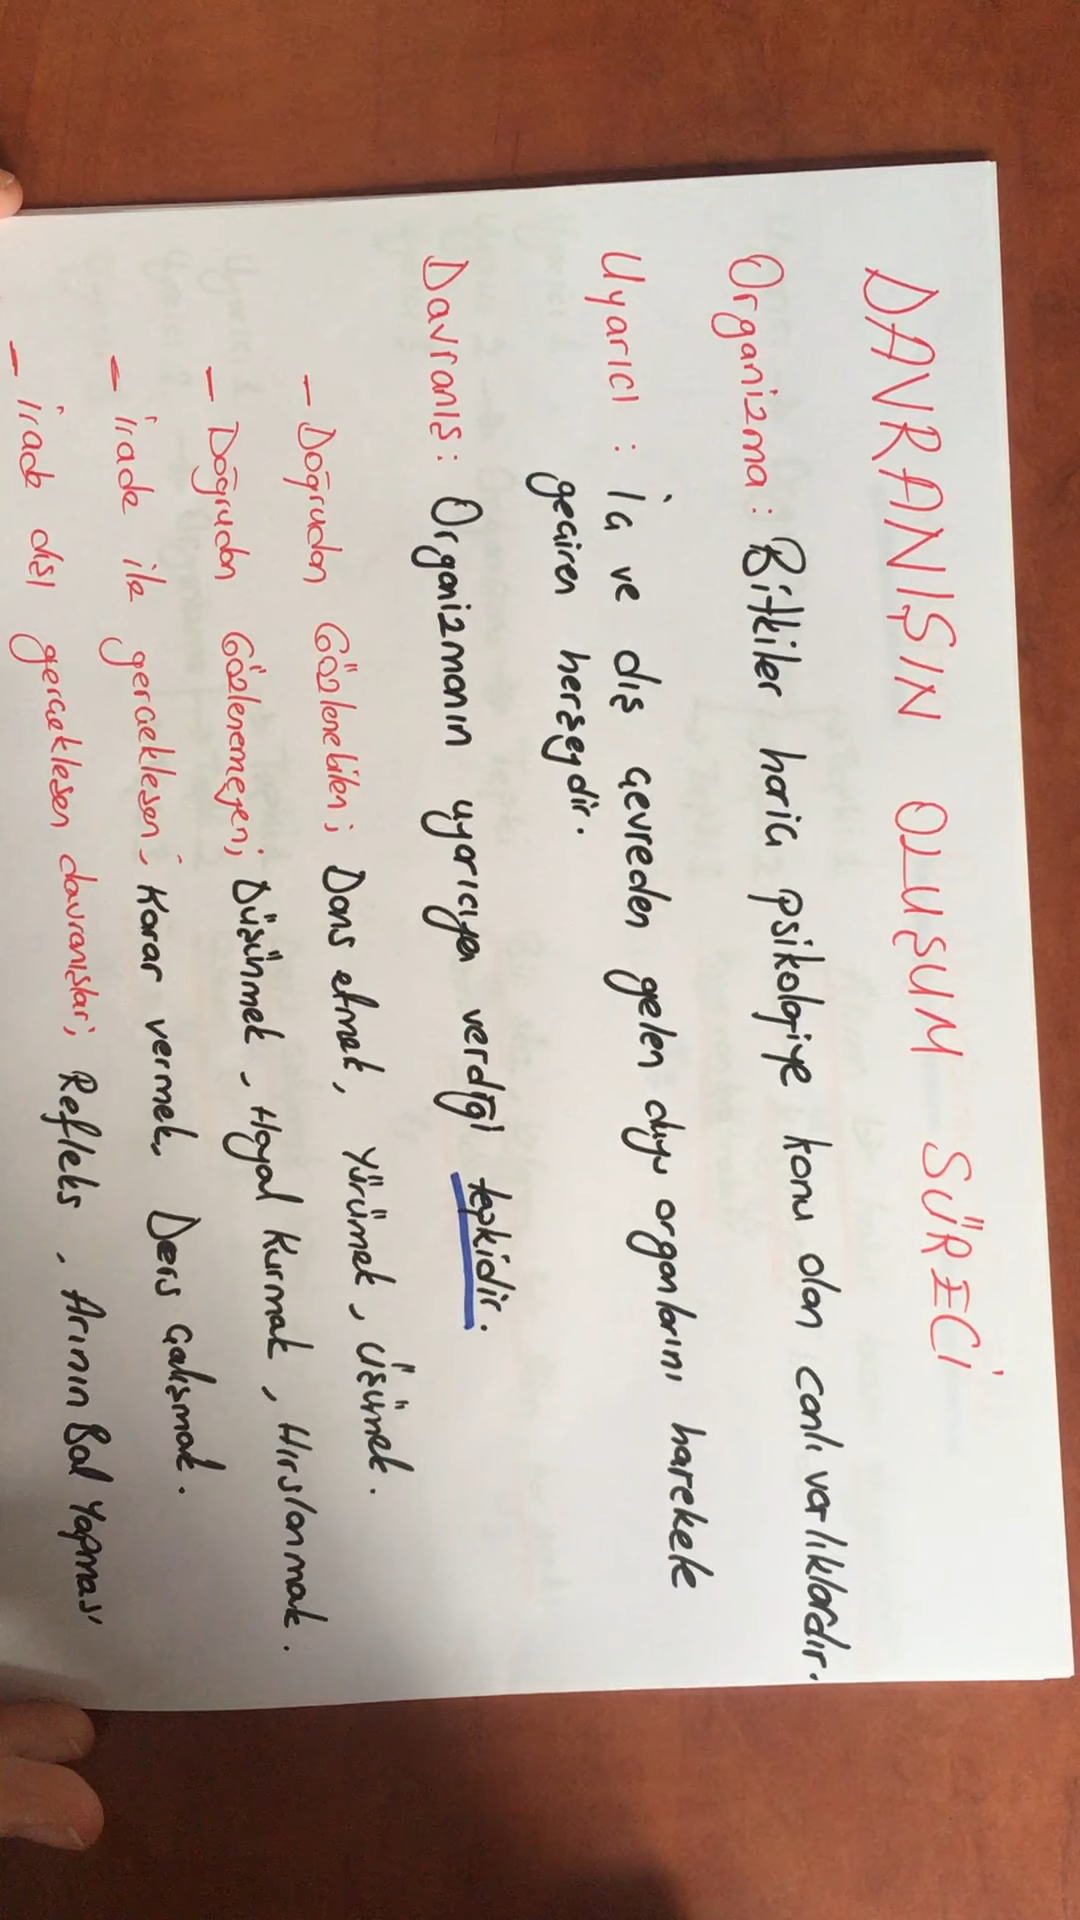 DAVRANIŞIN OLUŞUM SÜRECİ
Organizma : Bitkiler hariç psikolojiye konu olan canlı varlıklardır.
Uyarıcı : İç ve dış çevreden gelen duyu organlarını harekete
geçiren herşeydir.
Davranış : Organizmanın uyarıcıya verdiği tepkidir.
– Doğrudan Gözlenebilen; Dans etmek, Yürümek, Üşümek.
– Doğrudan Gözlenemeyen; Düşünmek, Hayal Kurmak, Hırslanmak.
– İrade ile gerçekleşen; Karar vermek, Ders çalışmak.
– İrade dışı gerçekleşen davranışlar; Refleks, Arının Bal Yapması